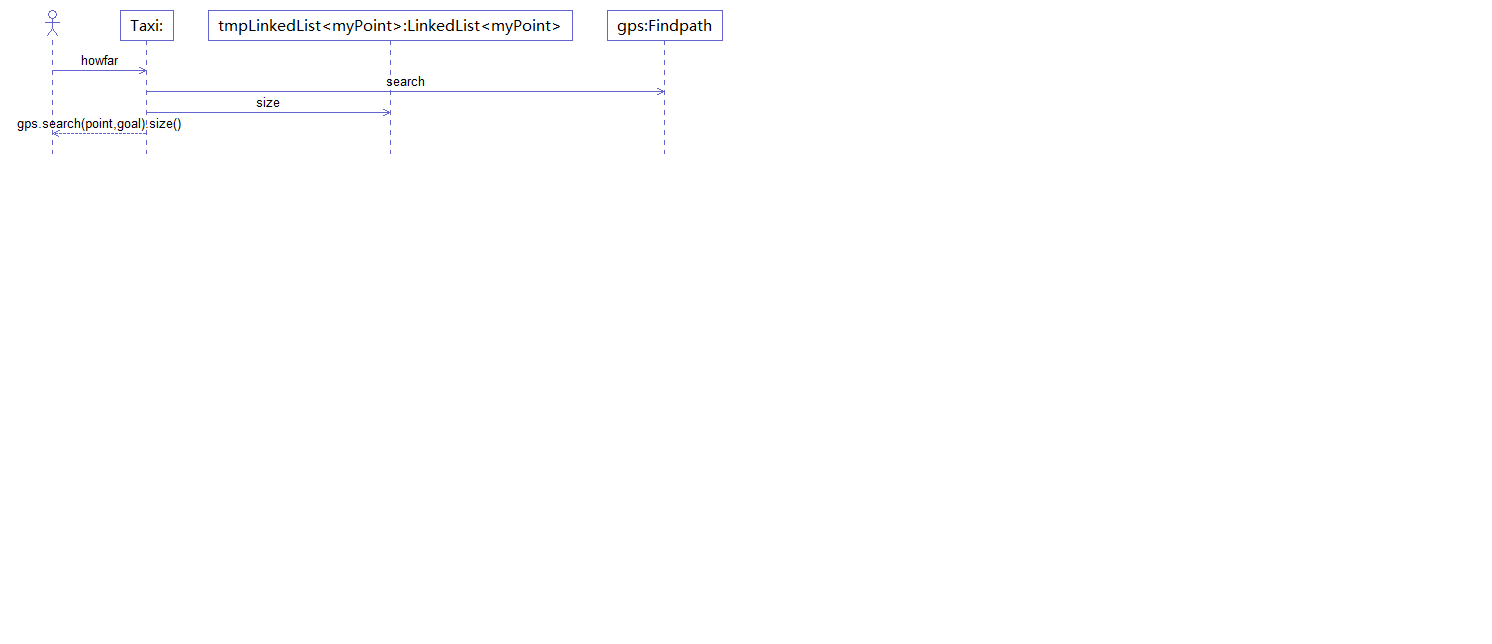 Taxi: tmpLinkedList<myPoint>:LinkedList<myPoint> gps:Findpath
howfar
search
size
gps.search(point,goal).size()